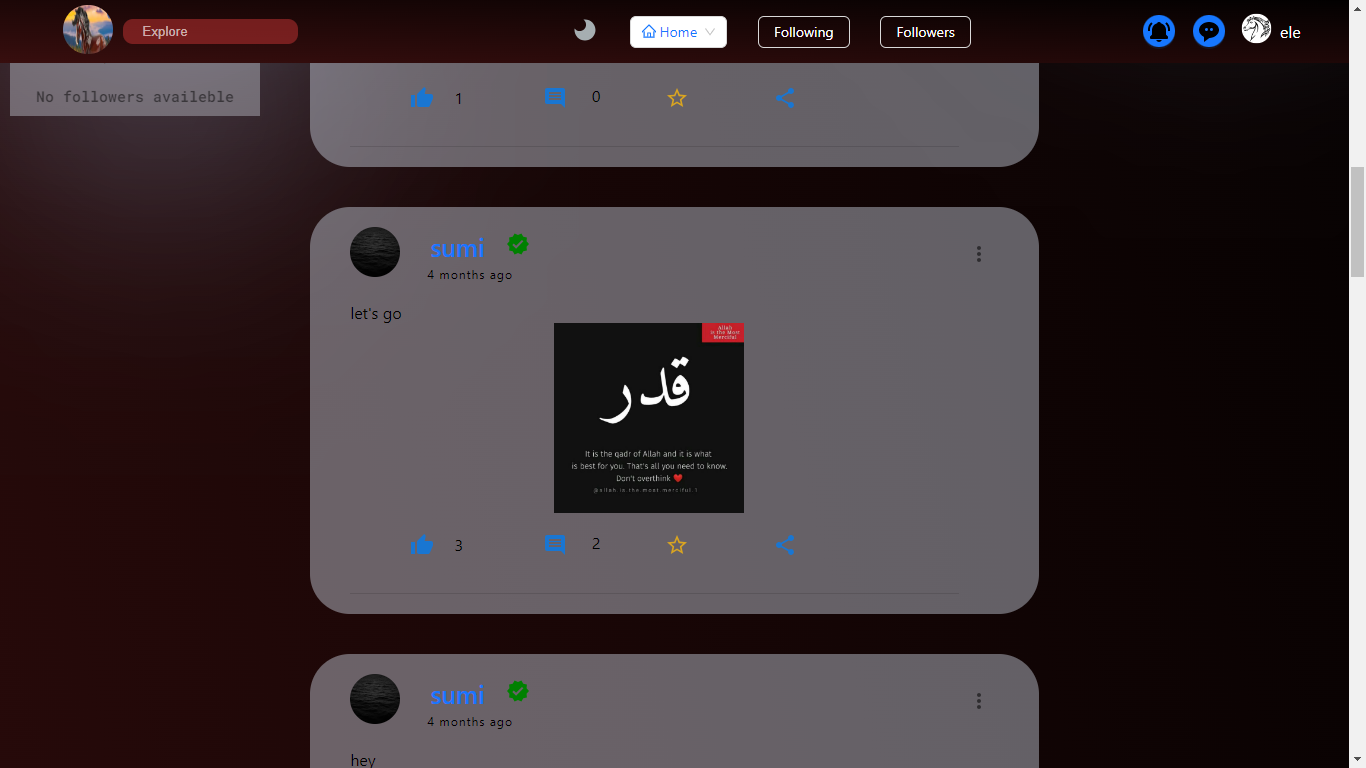 Explore
Home
Following
Followers
ele
No followers availeble
1
0
sumi
4 months ago
let's go
Allah
is the Most
Merciful
قدر
It is the qadr of Allah and it is what
is best for you. That's all you need to know.
Don't overthink ❤️
@allah is.the.most.merciful.1
3
2
sumi
4 months ago
hey